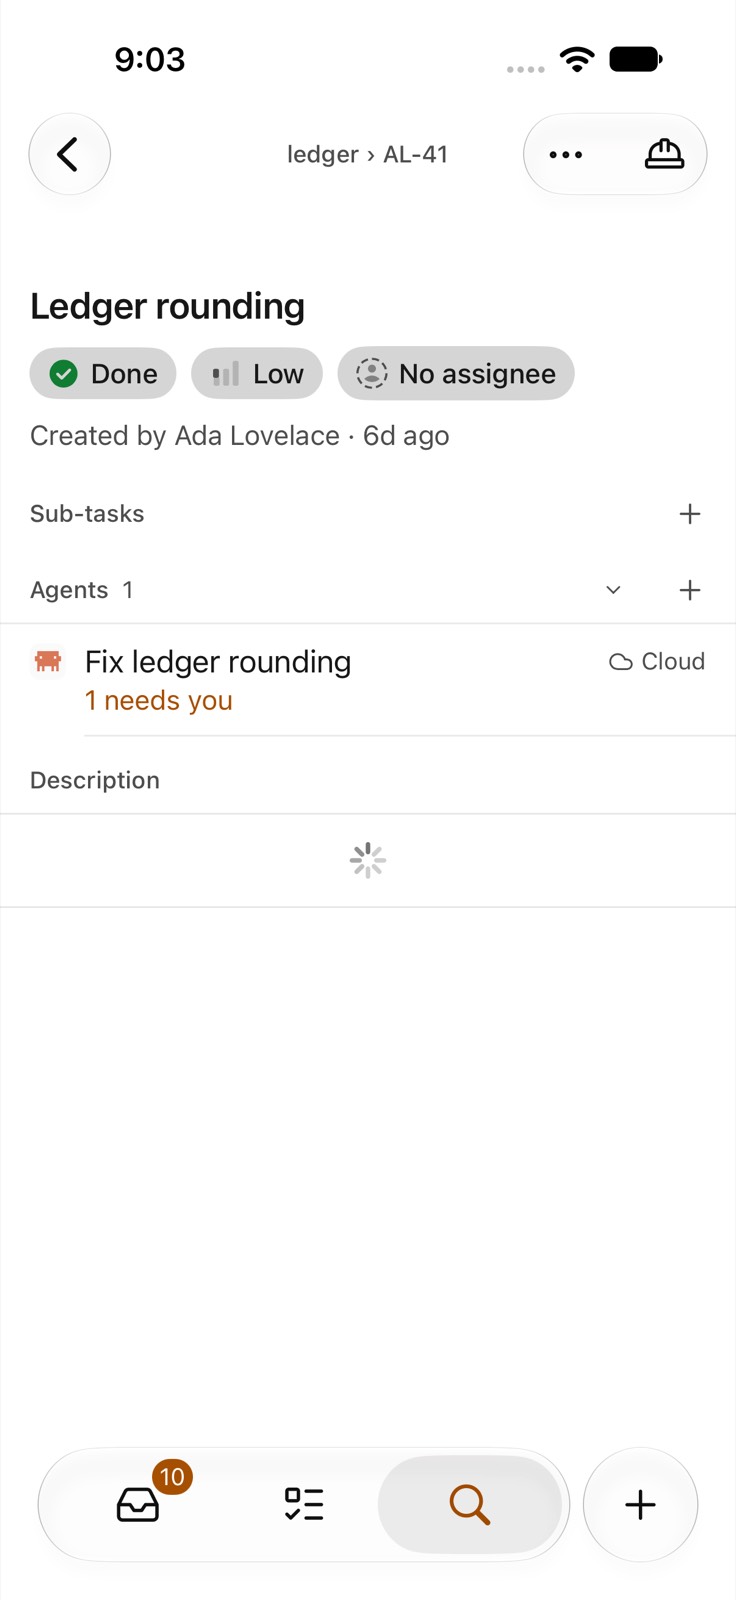 9:03
ledger › AL-41
Ledger rounding
Done
Low
No assignee
Created by Ada Lovelace · 6d ago
Sub-tasks
Agents 1
Fix ledger rounding
Cloud
1 needs you
Description
10